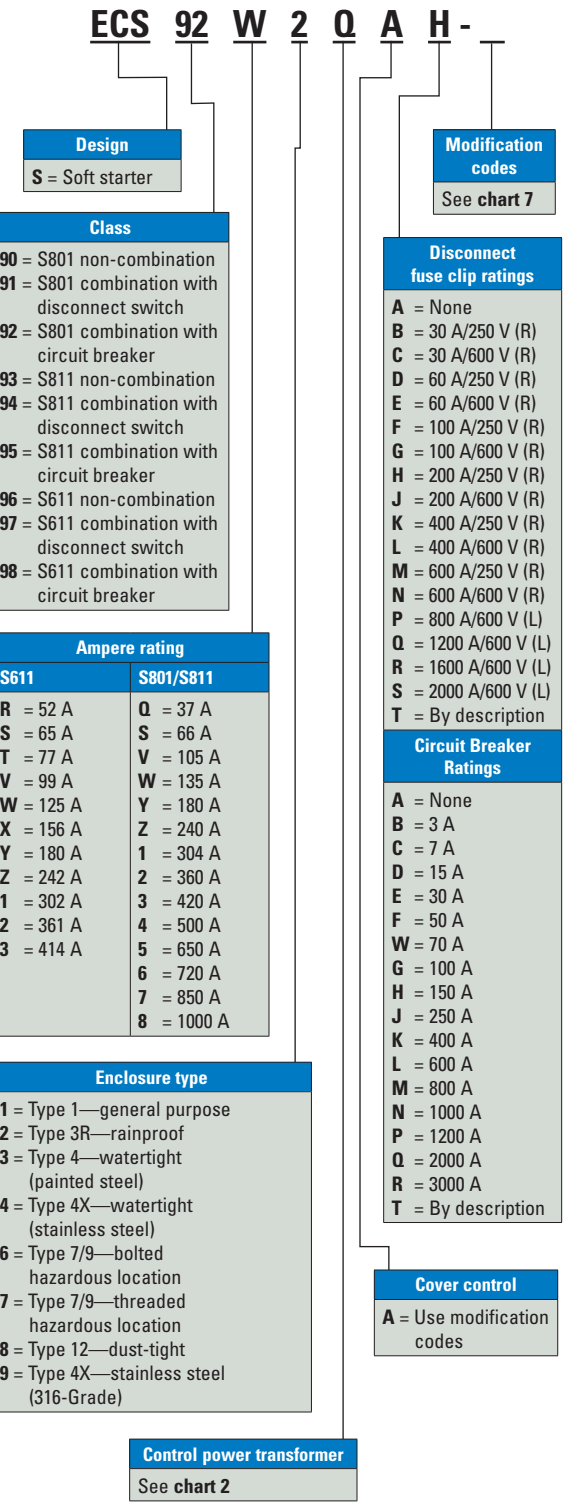 ECS 92 W 2 Q A H - _
Design
S = Soft starter
Modification
codes
See chart 7
Class
90 = S801 non-combination
91 = S801 combination with
disconnect switch
92 = S801 combination with
circuit breaker
93 = S811 non-combination
94 = S811 combination with
disconnect switch
95 = S811 combination with
circuit breaker
96 = S611 non-combination
97 = S611 combination with
disconnect switch
98 = S611 combination with
circuit breaker
Disconnect
fuse clip ratings
A = None
B = 30 A/250 V (R)
C = 30 A/600 V (R)
D = 60 A/250 V (R)
E = 60 A/600 V (R)
F = 100 A/250 V (R)
G = 100 A/600 V (R)
H = 200 A/250 V (R)
J = 200 A/600 V (R)
K = 400 A/250 V (R)
L = 400 A/600 V (R)
M = 600 A/250 V (R)
N = 600 A/600 V (R)
P = 800 A/600 V (L)
Q = 1200 A/600 V (L)
R = 1600 A/600 V (L)
S = 2000 A/600 V (L)
T = By description
Ampere rating
S611
R = 52 A
S = 65 A
T = 77 A
V = 99 A
W = 125 A
X = 156 A
Y = 180 A
Z = 242 A
1 = 302 A
2 = 361 A
3 = 414 A
S801/S811
Q = 37 A
S = 66 A
V = 105 A
W = 135 A
Y = 180 A
Z = 240 A
1 = 304 A
2 = 360 A
3 = 420 A
4 = 500 A
5 = 650 A
6 = 720 A
7 = 850 A
8 = 1000 A
Circuit Breaker
Ratings
A = None
B = 3 A
C = 7 A
D = 15 A
E = 30 A
F = 50 A
W = 70 A
G = 100 A
H = 150 A
J = 250 A
K = 400 A
L = 600 A
M = 800 A
N = 1000 A
P = 1200 A
Q = 2000 A
R = 3000 A
T = By description
Enclosure type
1 = Type 1—general purpose
2 = Type 3R—rainproof
3 = Type 4—watertight
(painted steel)
4 = Type 4X—watertight
(stainless steel)
6 = Type 7/9—bolted
hazardous location
7 = Type 7/9—threaded
hazardous location
8 = Type 12—dust-tight
9 = Type 4X—stainless steel
(316-Grade)
Cover control
A = Use modification
codes
Control power transformer
See chart 2